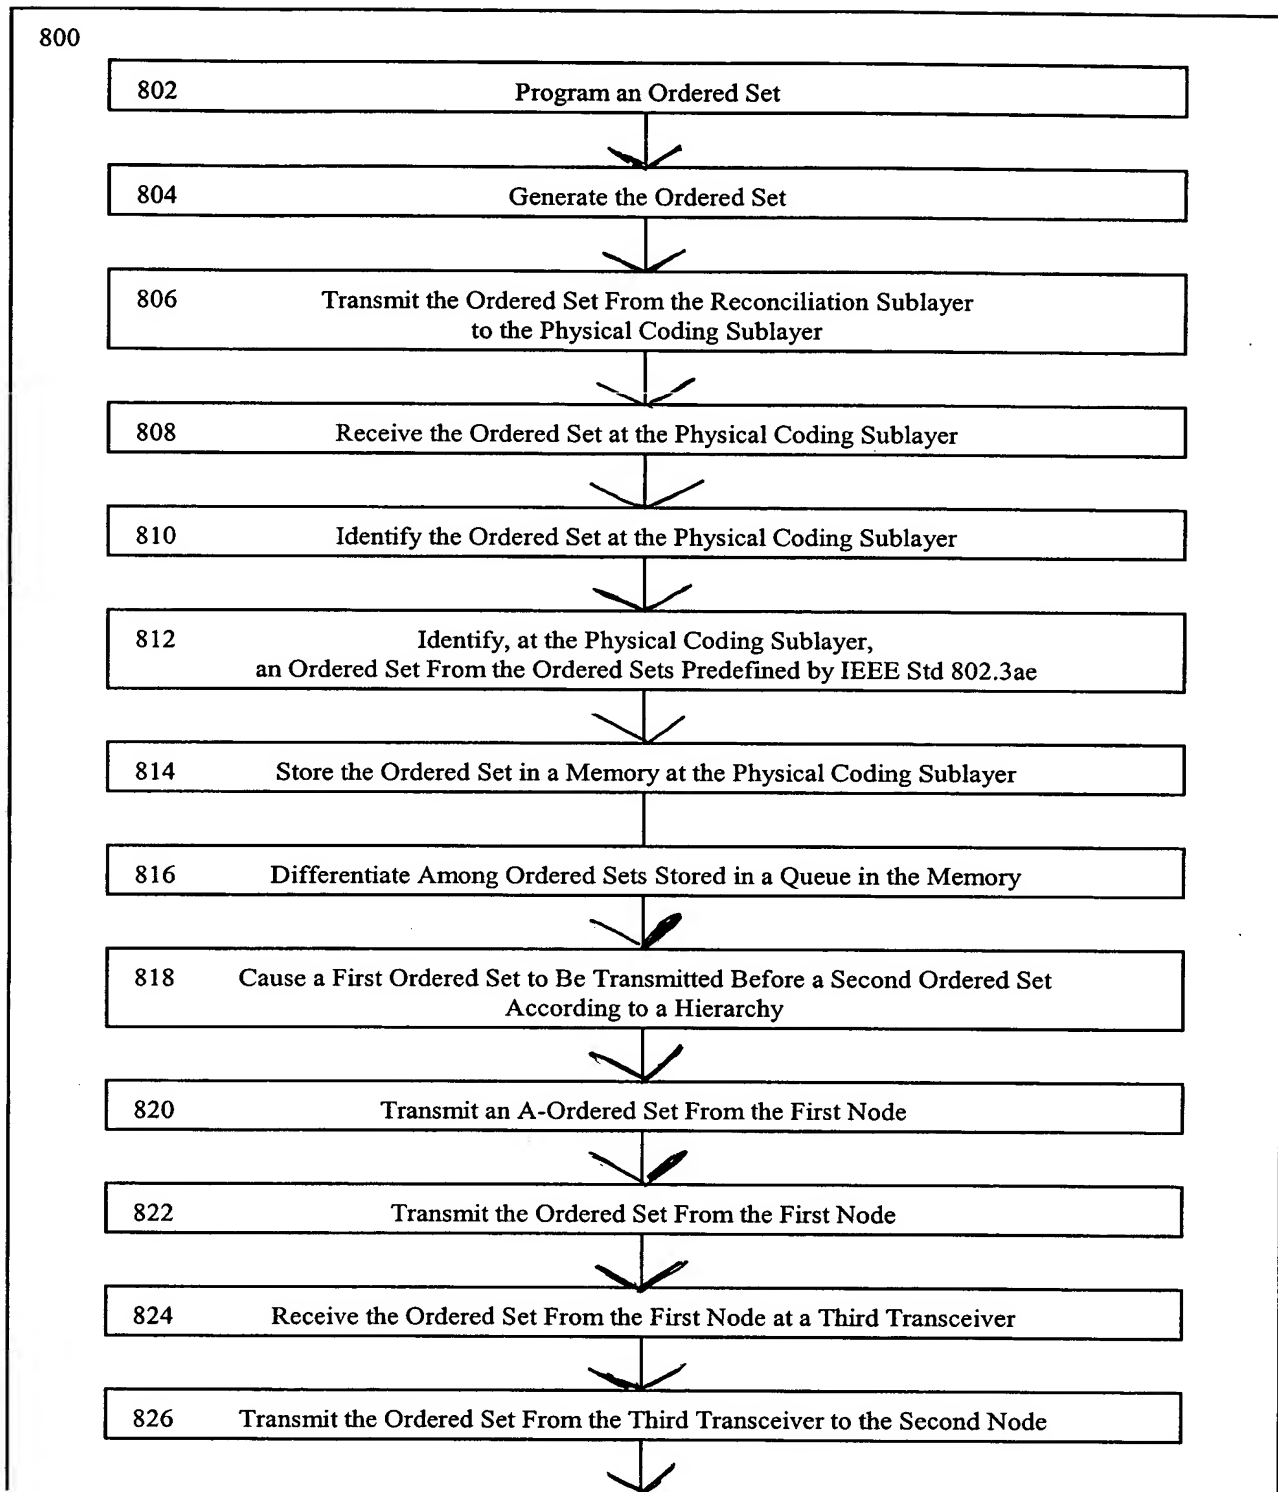 800
802 Program an Ordered Set
804 Generate the Ordered Set
806 Transmit the Ordered Set From the Reconciliation Sublayer
to the Physical Coding Sublayer
808 Receive the Ordered Set at the Physical Coding Sublayer
810 Identify the Ordered Set at the Physical Coding Sublayer
812 Identify, at the Physical Coding Sublayer,
an Ordered Set From the Ordered Sets Predefined by IEEE Std 802.3ae
814 Store the Ordered Set in a Memory at the Physical Coding Sublayer
816 Differentiate Among Ordered Sets Stored in a Queue in the Memory
818 Cause a First Ordered Set to Be Transmitted Before a Second Ordered Set
According to a Hierarchy
820 Transmit an A-Ordered Set From the First Node
822 Transmit the Ordered Set From the First Node
824 Receive the Ordered Set From the First Node at a Third Transceiver
826 Transmit the Ordered Set From the Third Transceiver to the Second Node